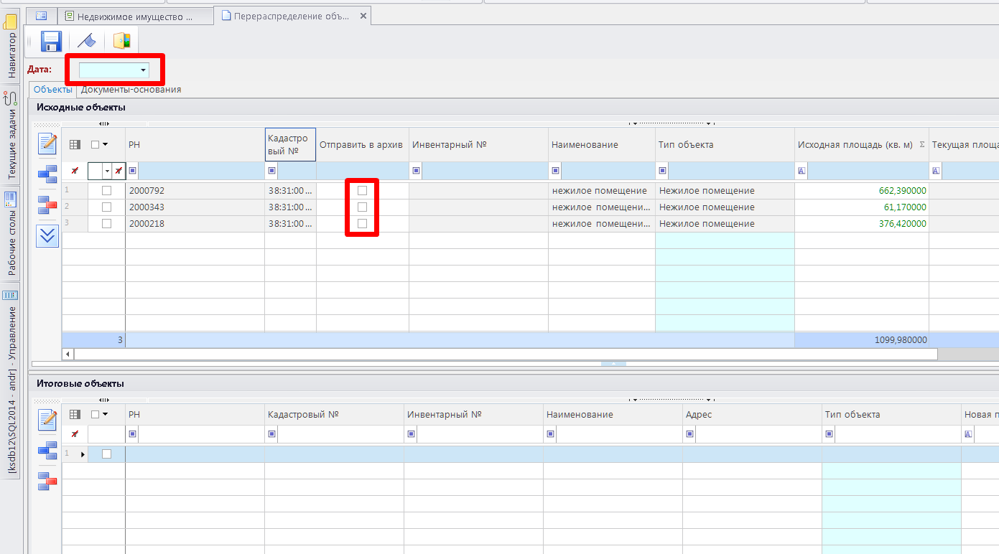 Недвижимое имущество ...
Перераспределение объ...
Навигатор
Текущие задачи
Рабочие столы
[ksdb12\SQL2014 - andr] - Управление
Дата:
Объекты
Документы-основания
Исходные объекты
РН
Кадастро
вый №
Отправить в архив
Инвентарный №
Наименование
Тип объекта
Исходная площадь (кв. м) Σ
Текущая площа
1 2000792 38:31:00 ... нежилое помещение Нежилое помещение 662,390000
2 2000343 38:31:00 ... нежилое помещени... Нежилое помещение 61,170000
3 2000218 38:31:00 ... нежилое помещени... Нежилое помещение 376,420000
3 1099,980000
Итоговые объекты
РН Кадастровый № Инвентарный № Наименование Адрес Тип объекта Новая п
1